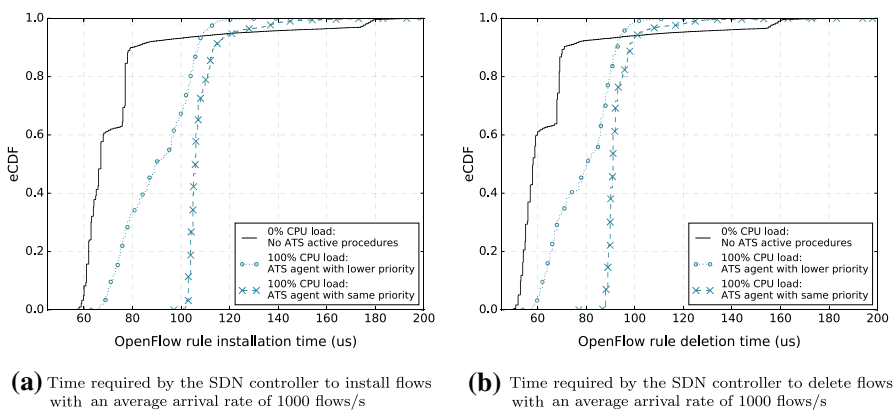 1.0
0.8
0.6
0.4
0.2
0.0
eCDF
0% CPU load:
No ATS active procedures
100% CPU load:
ATS agent with lower priority
100% CPU load:
ATS agent with same priority
60 80 100 120 140 160 180 200
OpenFlow rule installation time (us)
(a) Time required by the SDN controller to install flows
with an average arrival rate of 1000 flows/s
1.0
0.8
0.6
0.4
0.2
0.0
eCDF
0% CPU load:
No ATS active procedures
100% CPU load:
ATS agent with lower priority
100% CPU load:
ATS agent with same priority
60 80 100 120 140 160 180 200
OpenFlow rule deletion time (us)
(b) Time required by the SDN controller to delete flows
with an average arrival rate of 1000 flows/s